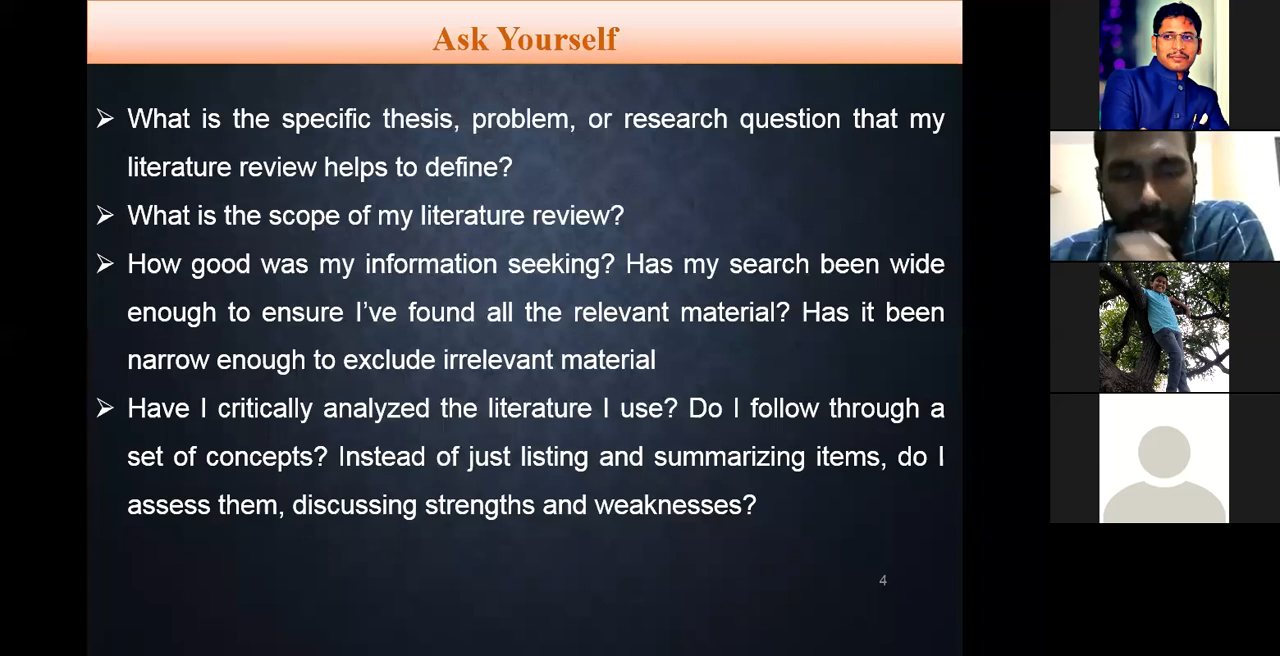 Ask Yourself
➢ What is the specific thesis, problem, or research question that my
literature review helps to define?
➢ What is the scope of my literature review?
➢ How good was my information seeking? Has my search been wide
enough to ensure I’ve found all the relevant material? Has it been
narrow enough to exclude irrelevant material
➢ Have I critically analyzed the literature I use? Do I follow through a
set of concepts? Instead of just listing and summarizing items, do I
assess them, discussing strengths and weaknesses?
4